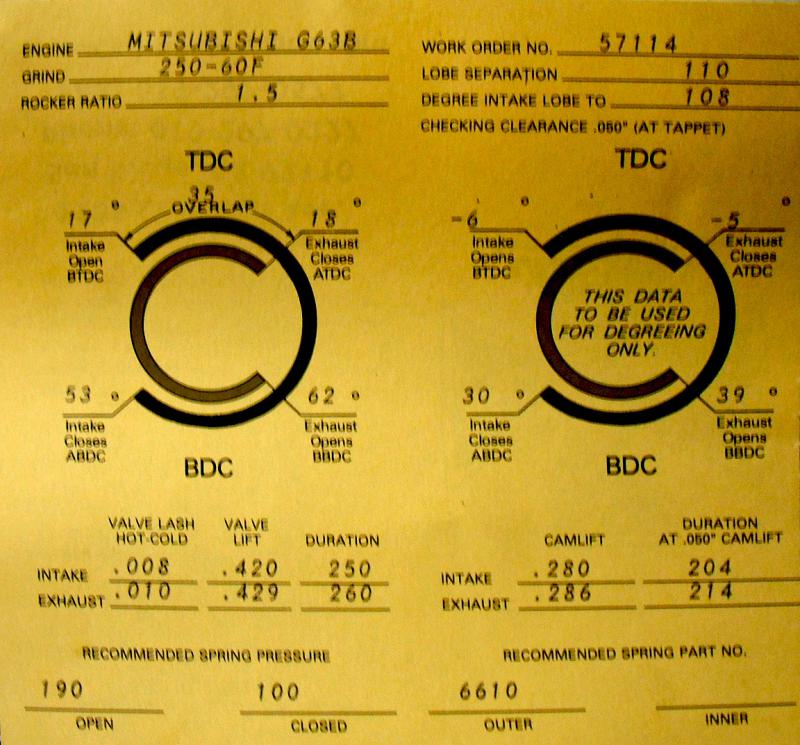 ENGINE MITSUBISHI G63B
GRIND 250-60F
ROCKER RATIO 1.5
WORK ORDER NO. 57114
LOBE SEPARATION 110
DEGREE INTAKE LOBE TO 108
CHECKING CLEARANCE .050" (AT TAPPET)
TDC
35
OVERLAP
17 °
Intake
Open
BTDC
18 °
Exhaust
Closes
ATDC
53 °
Intake
Closes
ABDC
62 °
Exhaust
Opens
BBDC
BDC
TDC
-6 °
Intake
Opens
BTDC
-5 °
Exhaust
Closes
ATDC
THIS DATA
TO BE USED
FOR DEGREEING
ONLY.
30 °
Intake
Closes
ABDC
39 °
Exhaust
Opens
BBDC
BDC
VALVE LASH VALVE
HOT-COLD LIFT DURATION
INTAKE .008 .420 250
EXHAUST .010 .429 260
DURATION
CAMLIFT AT .050" CAMLIFT
INTAKE .280 204
EXHAUST .286 214
RECOMMENDED SPRING PRESSURE
190 100
OPEN CLOSED
RECOMMENDED SPRING PART NO.
6610
OUTER INNER